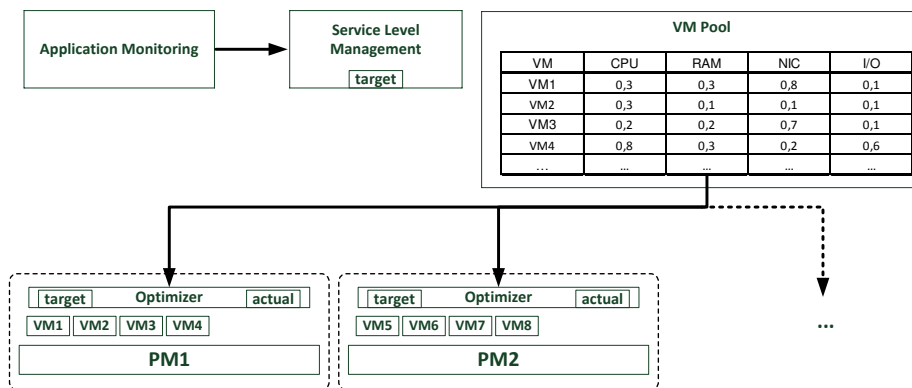 Application Monitoring
Service Level
Management
target
VM Pool
VM CPU RAM NIC I/O
VM1 0,3 0,3 0,8 0,1
VM2 0,3 0,1 0,1 0,1
VM3 0,2 0,2 0,7 0,1
VM4 0,8 0,3 0,2 0,6
... ... ... ... ...
target Optimizer actual
VM1 VM2 VM3 VM4
PM1
target Optimizer actual
VM5 VM6 VM7 VM8
PM2
...